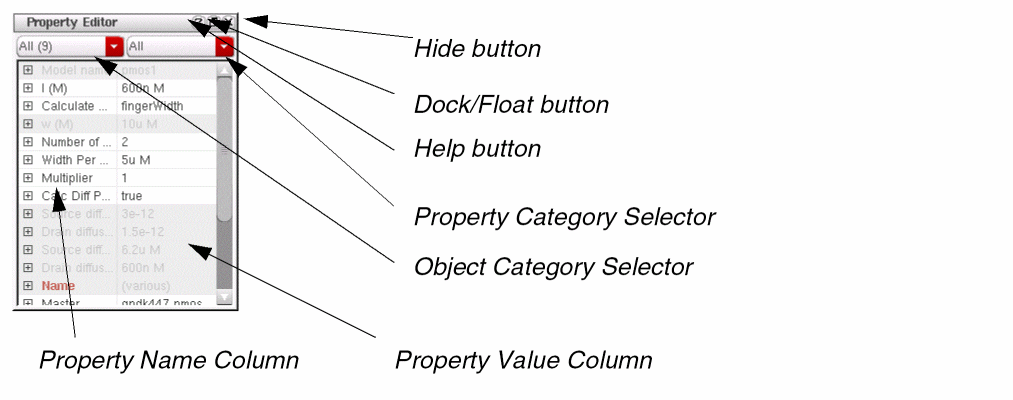 Property Editor
All (9) All
Model name nmos1
l (M) 600n M
Calculate ... fingerWidth
w (M) 10u M
Number of ... 2
Width Per ... 5u M
Multiplier 1
Calc Diff P... true
Source diff... 3e-12
Drain diffus... 1.5e-12
Source diff... 6.2u M
Drain diffus... 600n M
Name (various)
Master gpdk447 nmos
Hide button
Dock/Float button
Help button
Property Category Selector
Object Category Selector
Property Name Column
Property Value Column